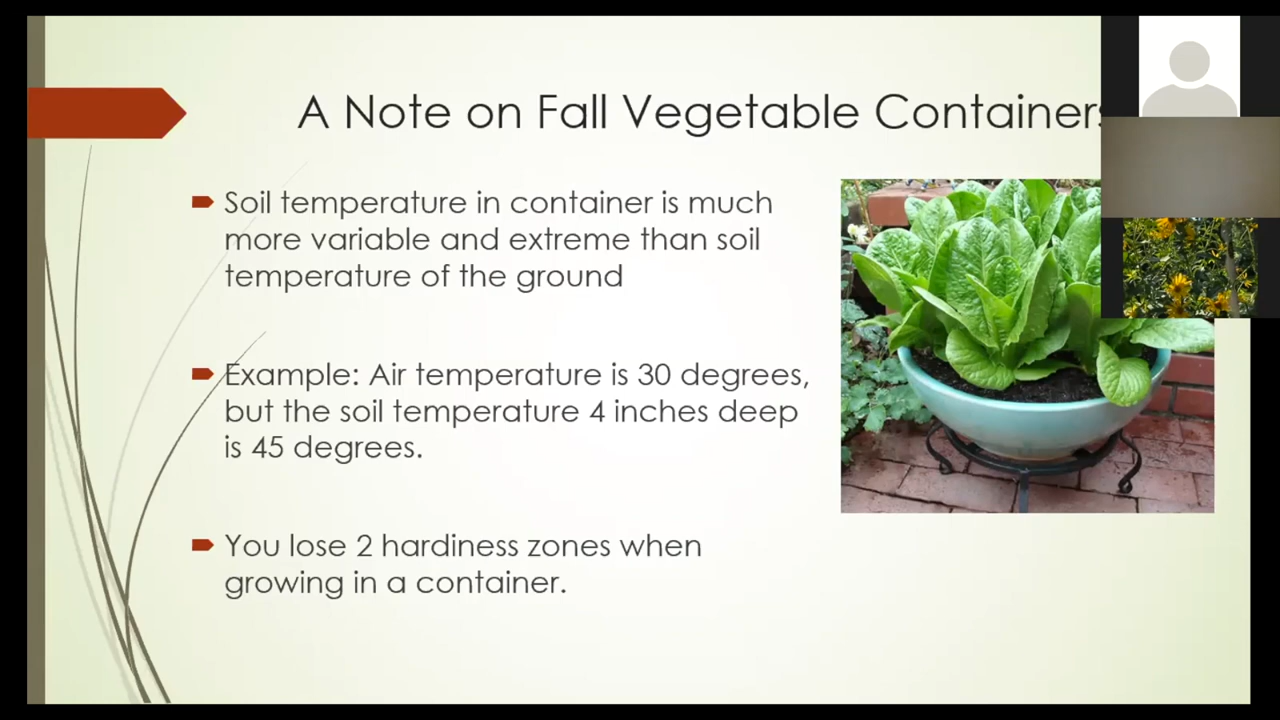 A Note on Fall Vegetable Containers
Soil temperature in container is much
more variable and extreme than soil
temperature of the ground
Example: Air temperature is 30 degrees,
but the soil temperature 4 inches deep
is 45 degrees.
You lose 2 hardiness zones when
growing in a container.